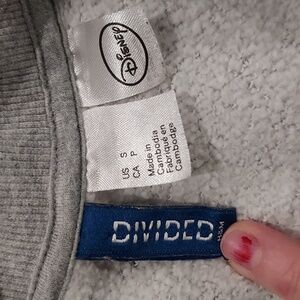 Disney
US S
CA P
Made in
Cambodia
Fabriqué en
Cambodge
DIVIDED
H&M